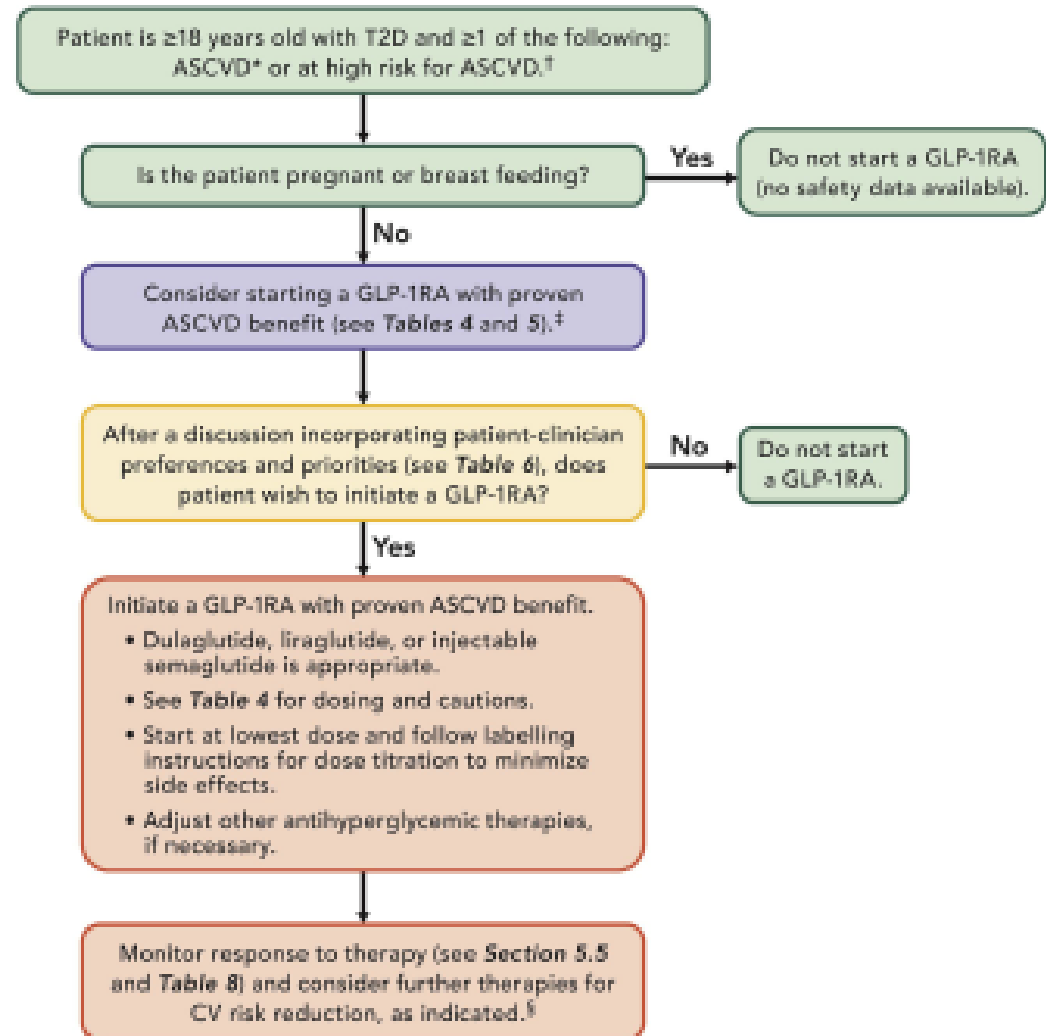 Patient is ≥18 years old with T2D and ≥1 of the following:
ASCVD* or at high risk for ASCVD.†
Is the patient pregnant or breast feeding?
Yes
Do not start a GLP-1RA
(no safety data available).
No
Consider starting a GLP-1RA with proven
ASCVD benefit (see Tables 4 and 5).‡
After a discussion incorporating patient-clinician
preferences and priorities (see Table 6), does
patient wish to initiate a GLP-1RA?
No
Do not start
a GLP-1RA.
Yes
Initiate a GLP-1RA with proven ASCVD benefit.
• Dulaglutide, liraglutide, or injectable
semaglutide is appropriate.
• See Table 4 for dosing and cautions.
• Start at lowest dose and follow labelling
instructions for dose titration to minimize
side effects.
• Adjust other antihyperglycemic therapies,
if necessary.
Monitor response to therapy (see Section 5.5
and Table 8) and consider further therapies for
CV risk reduction, as indicated.§